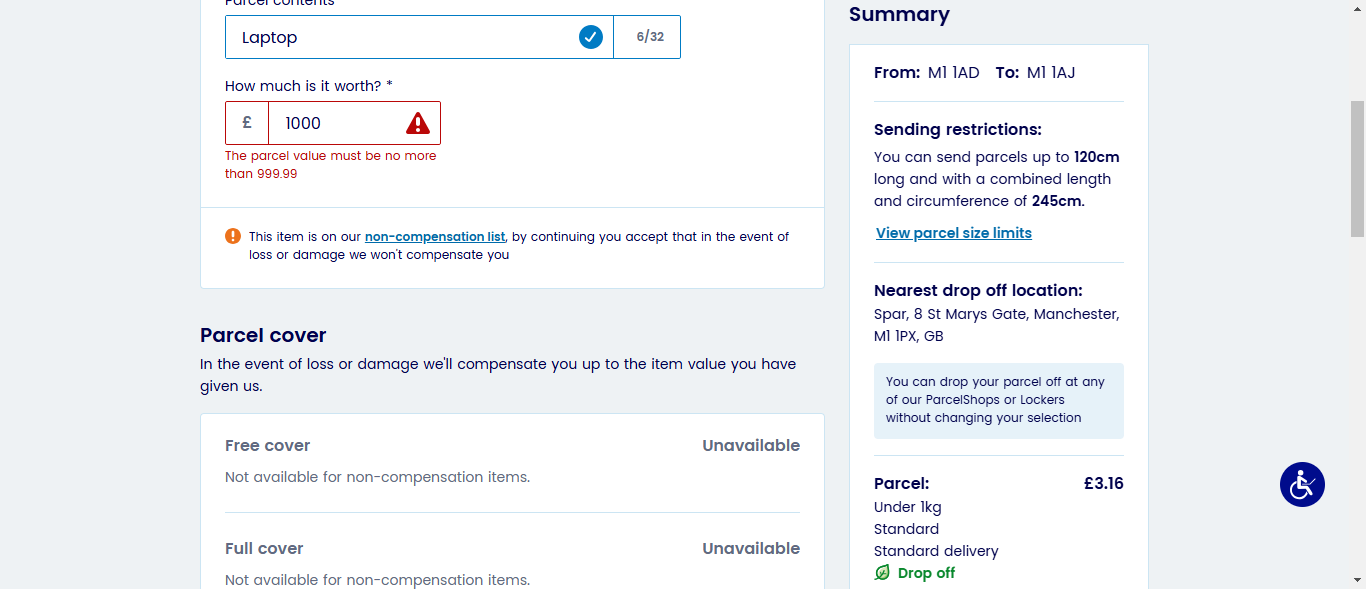 Parcel contents
Laptop
6/32
How much is it worth? *
£
1000
The parcel value must be no more
than 999.99
This item is on our non-compensation list, by continuing you accept that in the event of
loss or damage we won't compensate you
Parcel cover
In the event of loss or damage we'll compensate you up to the item value you have
given us.
Free cover
Unavailable
Not available for non-compensation items.
Full cover
Unavailable
Not available for non-compensation items.
Summary
From: M1 1AD To: M1 1AJ
Sending restrictions:
You can send parcels up to 120cm
long and with a combined length
and circumference of 245cm.
View parcel size limits
Nearest drop off location:
Spar, 8 St Marys Gate, Manchester,
M1 1PX, GB
You can drop your parcel off at any
of our ParcelShops or Lockers
without changing your selection
Parcel:
£3.16
Under 1kg
Standard
Standard delivery
Drop off